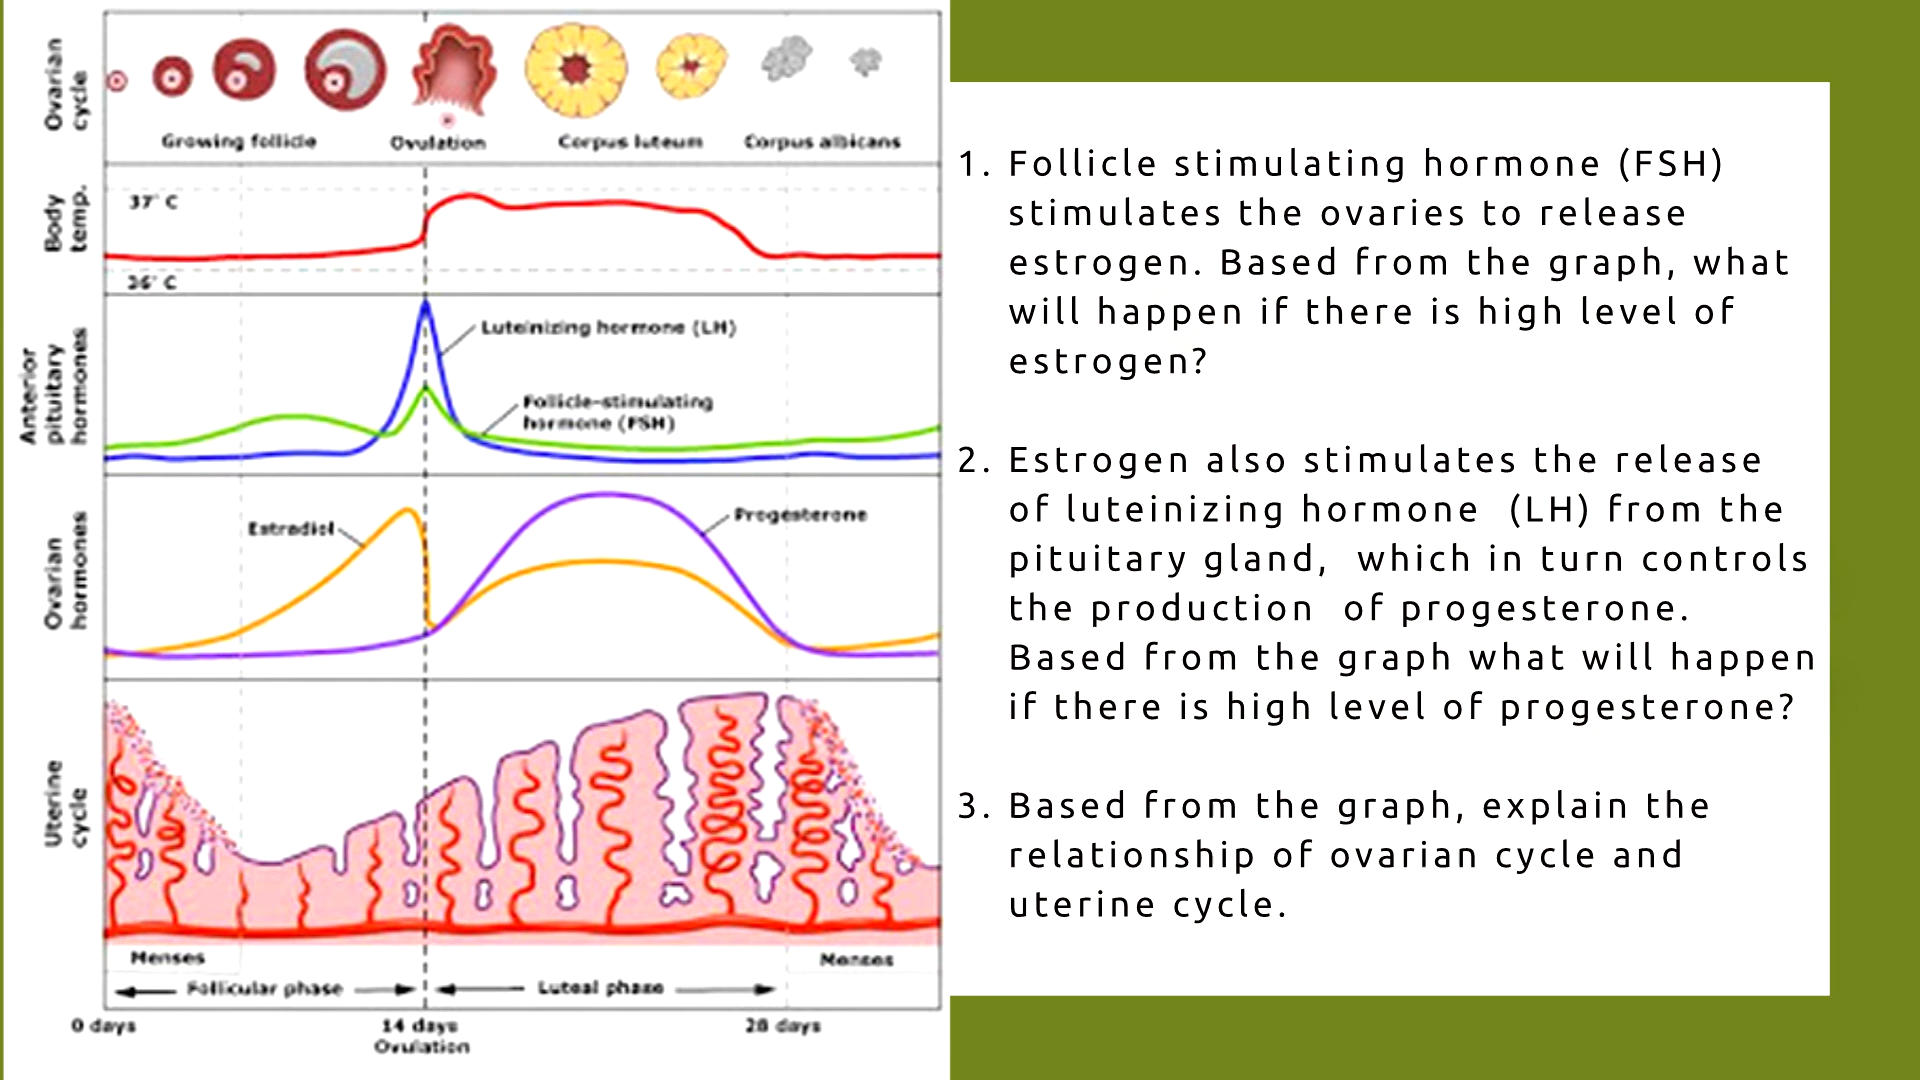 Ovarian
cycle
Growing follicle
Ovulation
Corpus luteum
Corpus albicans
Body
temp.
37° C
36° C
Anterior
pituitary
hormones
Luteinizing hormone (LH)
Follicle-stimulating
hormone (FSH)
Ovarian
hormones
Estradiol
Progesterone
Uterine
cycle
Menses
Menses
Follicular phase
Luteal phase
0 days
14 days
28 days
Ovulation
1. Follicle stimulating hormone (FSH)
stimulates the ovaries to release
estrogen. Based from the graph, what
will happen if there is high level of
estrogen?
2. Estrogen also stimulates the release
of luteinizing hormone (LH) from the
pituitary gland, which in turn controls
the production of progesterone.
Based from the graph what will happen
if there is high level of progesterone?
3. Based from the graph, explain the
relationship of ovarian cycle and
uterine cycle.